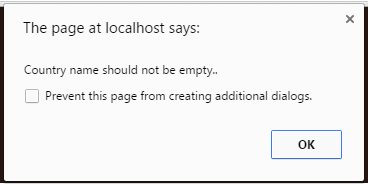 The page at localhost says:
Country name should not be empty..
Prevent this page from creating additional dialogs.
OK